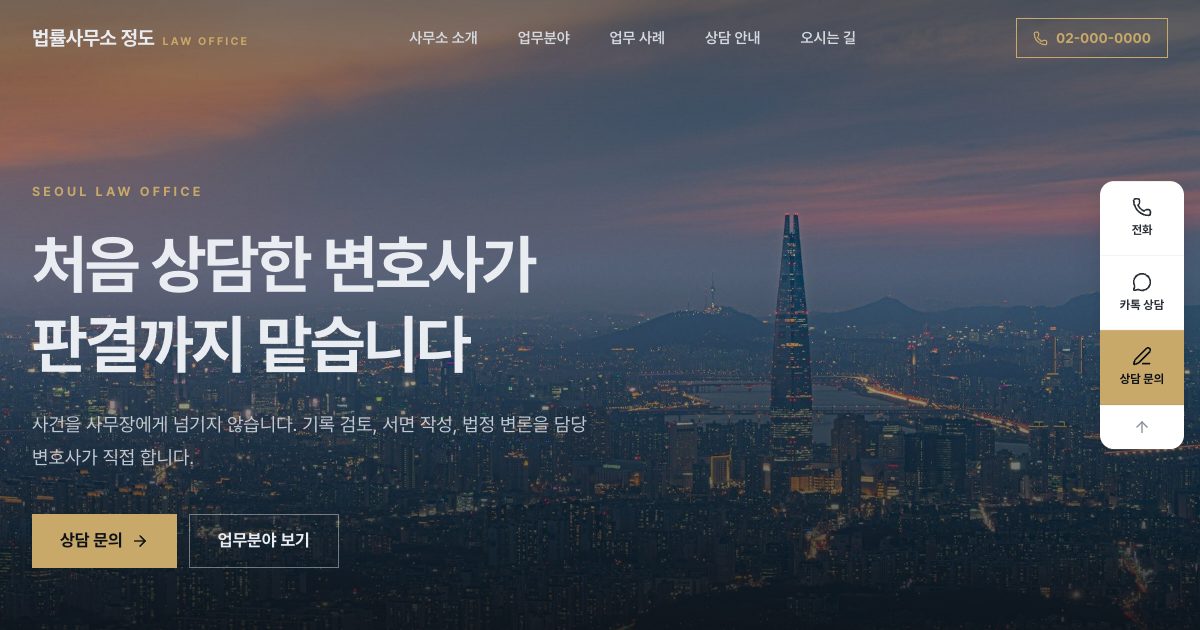 법률사무소 정도 LAW OFFICE
사무소 소개 업무분야 업무 사례 상담 안내 오시는 길
02-000-0000
SEOUL LAW OFFICE
처음 상담한 변호사가
판결까지 맡습니다
사건을 사무장에게 넘기지 않습니다. 기록 검토, 서면 작성, 법정 변론을 담당
변호사가 직접 합니다.
상담 문의
업무분야 보기
전화
카톡 상담
상담 문의